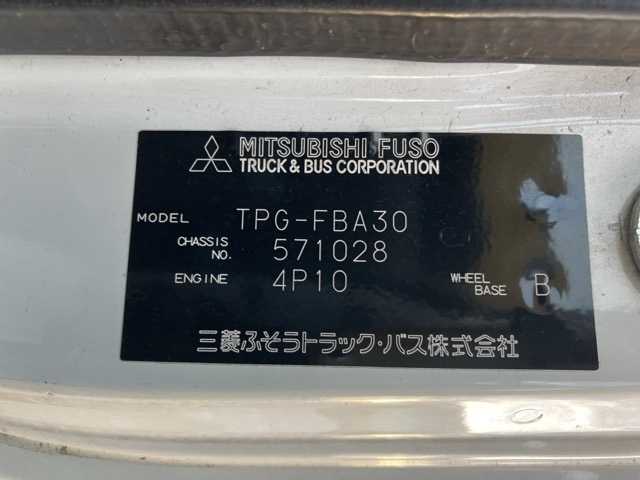 MITSUBISHI FUSO
TRUCK & BUS CORPORATION
MODEL TPG-FBA30
CHASSIS NO. 571028
ENGINE 4P10 WHEEL BASE B
三菱ふそうトラック・バス株式会社